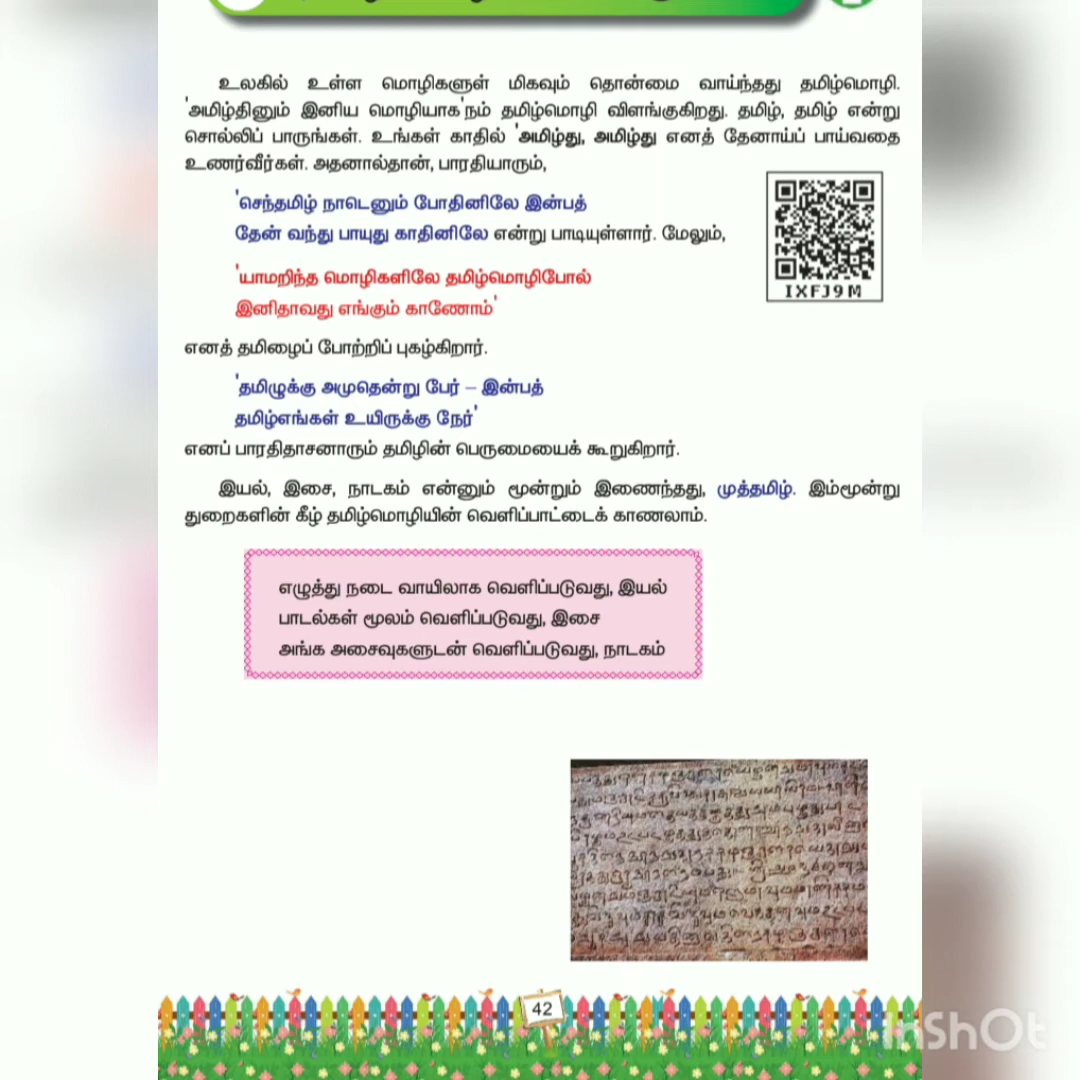 உலகில் உள்ள மொழிகளுள் மிகவும் தொன்மை வாய்ந்தது தமிழ்மொழி.
'அமிழ்தினும் இனிய மொழியாக'நம் தமிழ்மொழி விளங்குகிறது. தமிழ், தமிழ் என்று
சொல்லிப் பாருங்கள். உங்கள் காதில் 'அமிழ்து, அமிழ்து எனத் தேனாய்ப் பாய்வதை
உணர்வீர்கள். அதனால்தான், பாரதியாரும்,
'செந்தமிழ் நாடெனும் போதினிலே இன்பத்
தேன் வந்து பாயுது காதினிலே என்று பாடியுள்ளார். மேலும்,
IXFJ9M
'யாமறிந்த மொழிகளிலே தமிழ்மொழிபோல்
இனிதாவது எங்கும் காணோம்'
எனத் தமிழைப் போற்றிப் புகழ்கிறார்.
'தமிழுக்கு அமுதென்று பேர் – இன்பத்
தமிழ்எங்கள் உயிருக்கு நேர்'
எனப் பாரதிதாசனாரும் தமிழின் பெருமையைக் கூறுகிறார்.
இயல், இசை, நாடகம் என்னும் மூன்றும் இணைந்தது, முத்தமிழ். இம்மூன்று
துறைகளின் கீழ் தமிழ்மொழியின் வெளிப்பாட்டைக் காணலாம்.
எழுத்து நடை வாயிலாக வெளிப்படுவது, இயல்
பாடல்கள் மூலம் வெளிப்படுவது, இசை
அங்க அசைவுகளுடன் வெளிப்படுவது, நாடகம்
42
InShOt